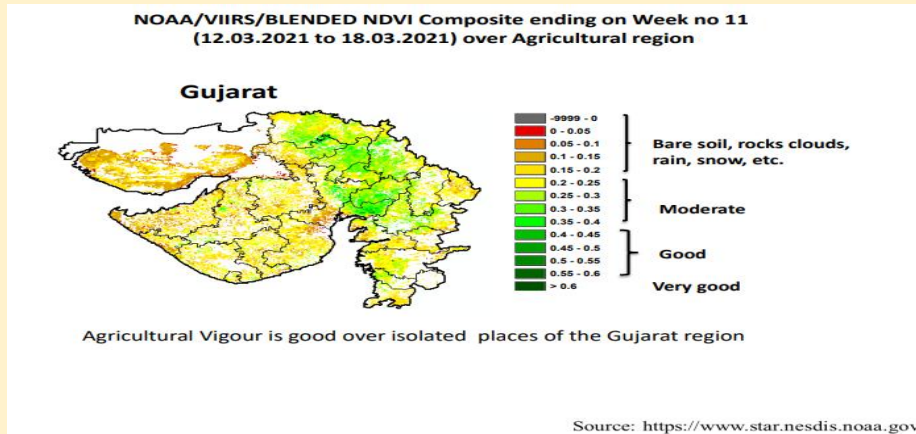 NOAA/VIIRS/BLENDED NDVI Composite ending on Week no 11
(12.03.2021 to 18.03.2021) over Agricultural region
Gujarat
-9999 - 0
0 - 0.05
0.05 - 0.1
0.1 - 0.15
0.15 - 0.2
0.2 - 0.25
0.25 - 0.3
0.3 - 0.35
0.35 - 0.4
0.4 - 0.45
0.45 - 0.5
0.5 - 0.55
0.55 - 0.6
> 0.6
Bare soil, rocks clouds,
rain, snow, etc.
Moderate
Good
Very good
Agricultural Vigour is good over isolated places of the Gujarat region
Source: https://www.star.nesdis.noaa.gov